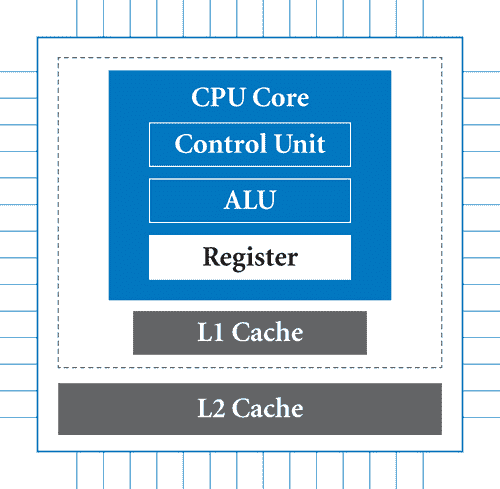 CPU Core
Control Unit
ALU
Register
L1 Cache
L2 Cache